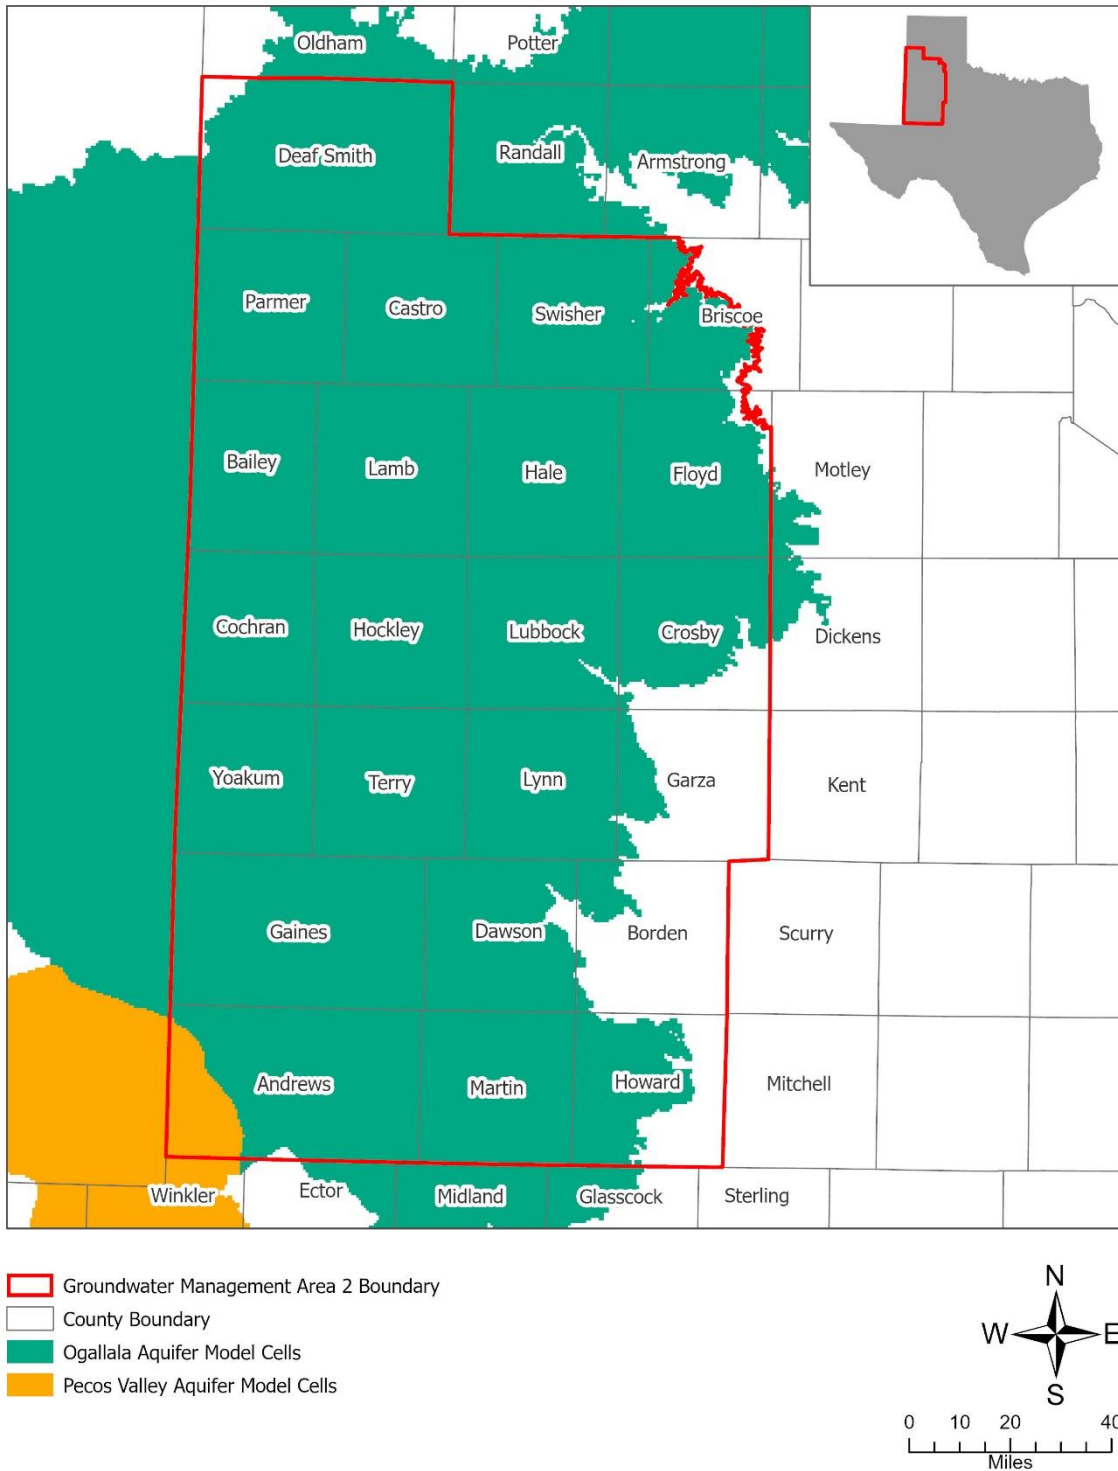 Oldham
Potter
Deaf Smith
Randall
Armstrong
Parmer
Castro
Swisher
Briscoe
Bailey
Lamb
Hale
Floyd
Motley
Cochran
Hockley
Lubbock
Crosby
Dickens
Yoakum
Terry
Lynn
Garza
Kent
Gaines
Dawson
Borden
Scurry
Andrews
Martin
Howard
Mitchell
Winkler
Ector
Midland
Glasscock
Sterling
Groundwater Management Area 2 Boundary
County Boundary
Ogallala Aquifer Model Cells
Pecos Valley Aquifer Model Cells
N
W E
S
0 10 20 40
Miles